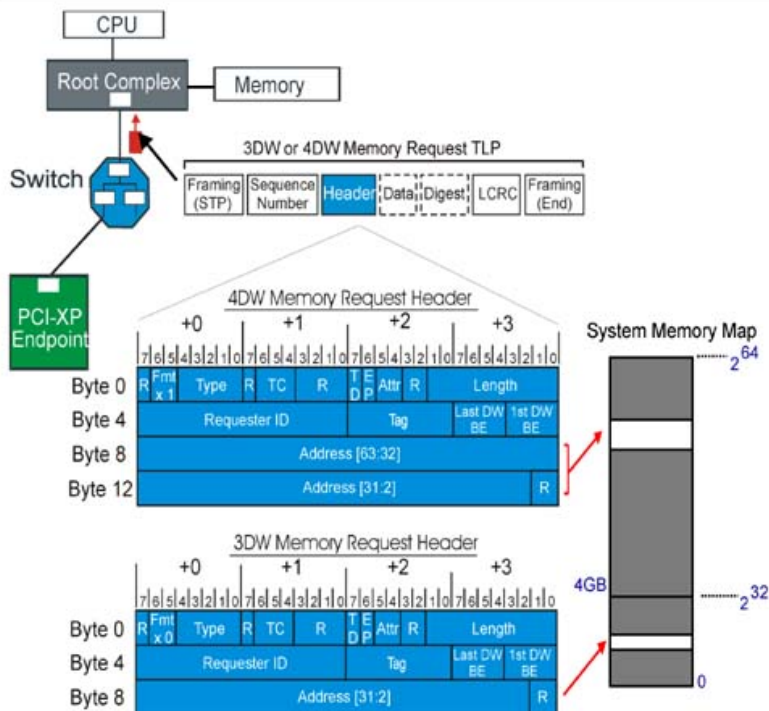 CPU
Root Complex
Memory
3DW or 4DW Memory Request TLP
Switch
Framing (STP)
Sequence Number
Header
Data
Digest
LCRC
Framing (End)
PCI-XP Endpoint
4DW Memory Request Header
+0 +1 +2 +3
7 6 5 4 3 2 1 0 7 6 5 4 3 2 1 0 7 6 5 4 3 2 1 0 7 6 5 4 3 2 1 0
Byte 0 R Fmt x 1 Type R TC R TD EP Attr R Length
Byte 4 Requester ID Tag Last DW BE 1st DW BE
Byte 8 Address [63:32]
Byte 12 Address [31:2] R
3DW Memory Request Header
+0 +1 +2 +3
7 6 5 4 3 2 1 0 7 6 5 4 3 2 1 0 7 6 5 4 3 2 1 0 7 6 5 4 3 2 1 0
Byte 0 R Fmt x 0 Type R TC R TD EP Attr R Length
Byte 4 Requester ID Tag Last DW BE 1st DW BE
Byte 8 Address [31:2] R
System Memory Map
2 64
4GB
2 32
0